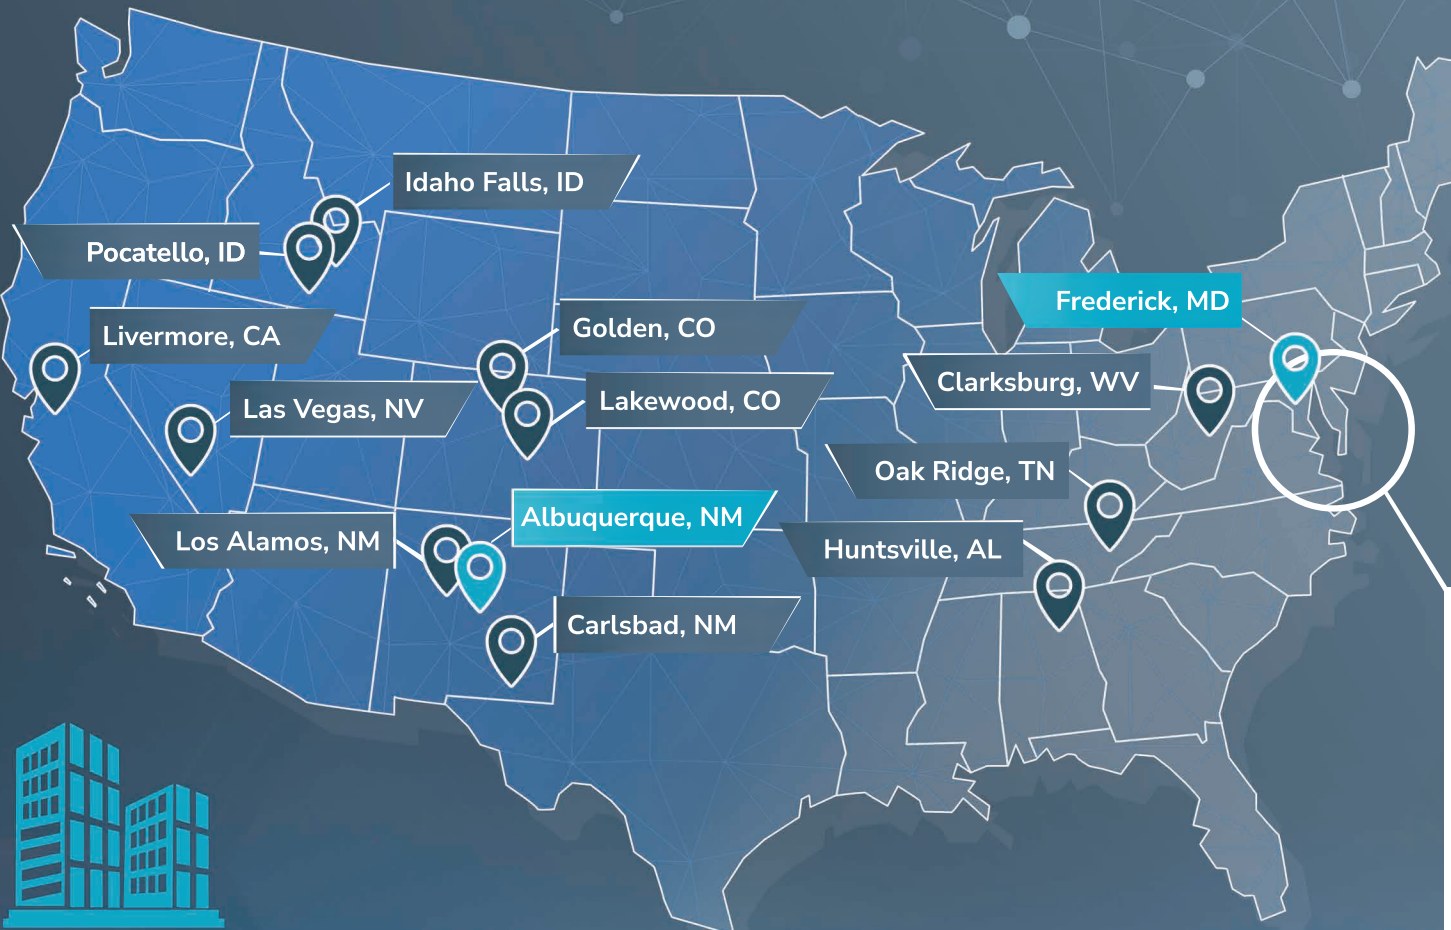 Idaho Falls, ID
Pocatello, ID
Livermore, CA
Golden, CO
Frederick, MD
Las Vegas, NV
Lakewood, CO
Clarksburg, WV
Oak Ridge, TN
Los Alamos, NM
Albuquerque, NM
Huntsville, AL
Carlsbad, NM